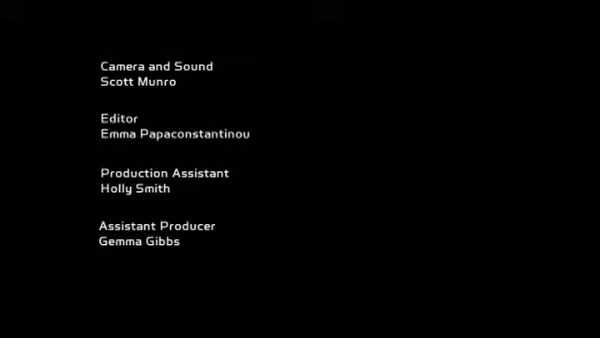 Camera and Sound
Scott Munro
Editor
Emma Papaconstantinou
Production Assistant
Holly Smith
Assistant Producer
Gemma Gibbs